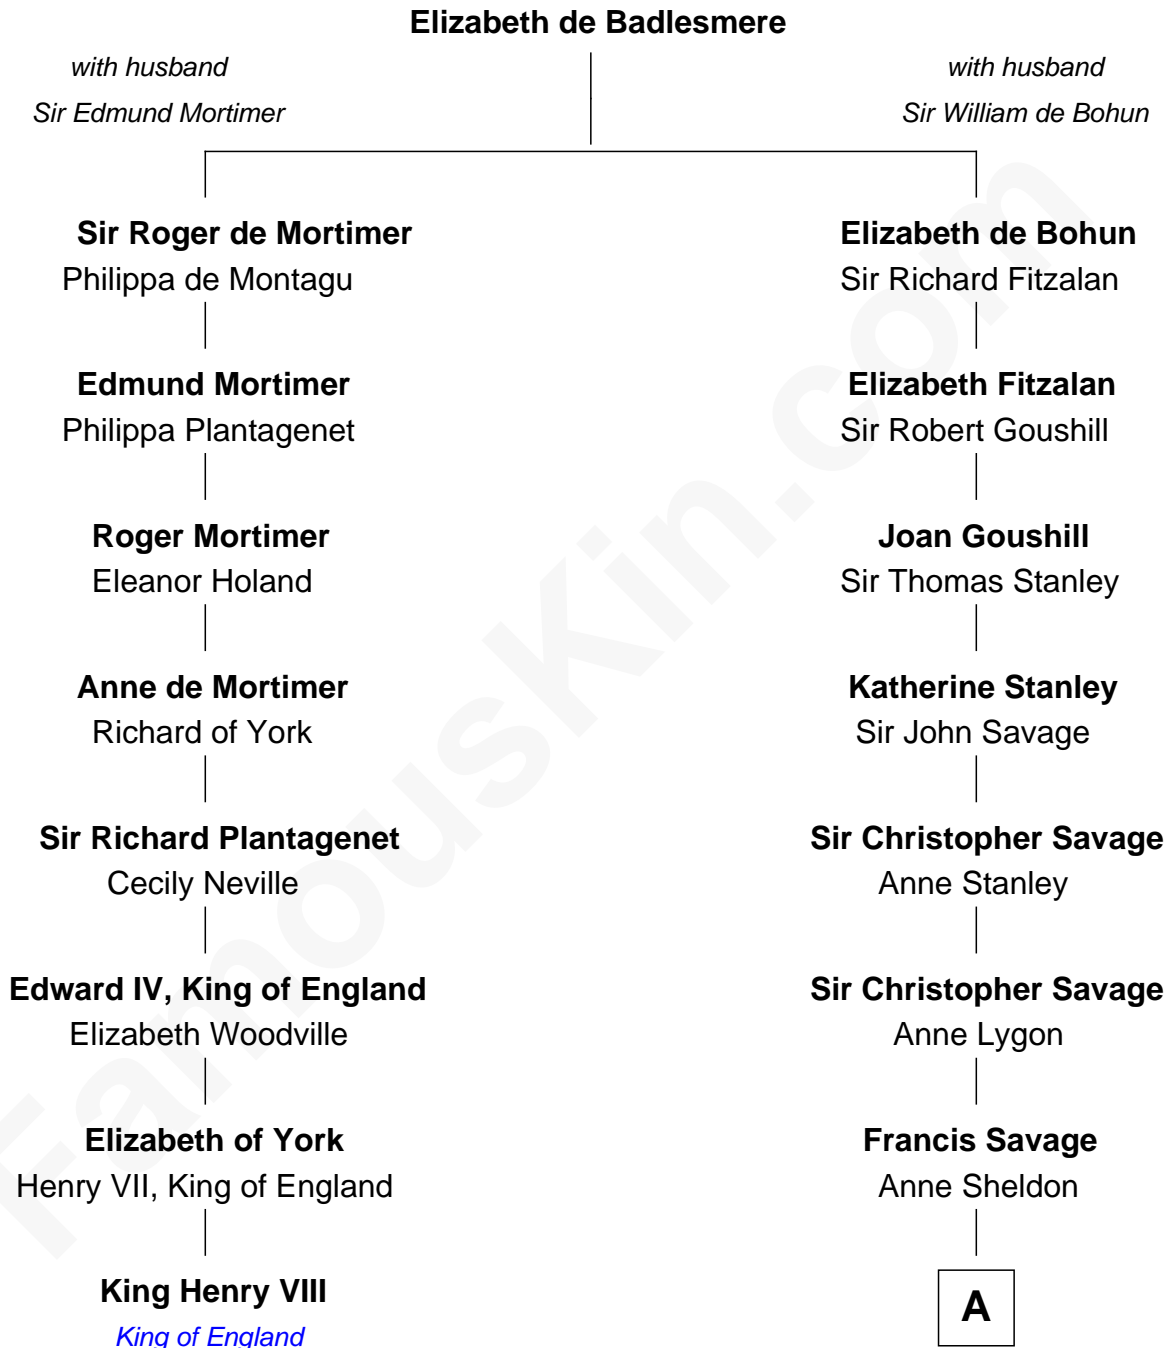 Elizabeth de Badlesmere
with husband
Sir Edmund Mortimer
with husband
Sir William de Bohun
Sir Roger de Mortimer
Philippa de Montagu
Edmund Mortimer
Philippa Plantagenet
Roger Mortimer
Eleanor Holand
Anne de Mortimer
Richard of York
Sir Richard Plantagenet
Cecily Neville
Edward IV, King of England
Elizabeth Woodville
Elizabeth of York
Henry VII, King of England
King Henry VIII
King of England
Elizabeth de Bohun
Sir Richard Fitzalan
Elizabeth Fitzalan
Sir Robert Goushill
Joan Goushill
Sir Thomas Stanley
Katherine Stanley
Sir John Savage
Sir Christopher Savage
Anne Stanley
Sir Christopher Savage
Anne Lygon
Francis Savage
Anne Sheldon
A
FamousKin.com